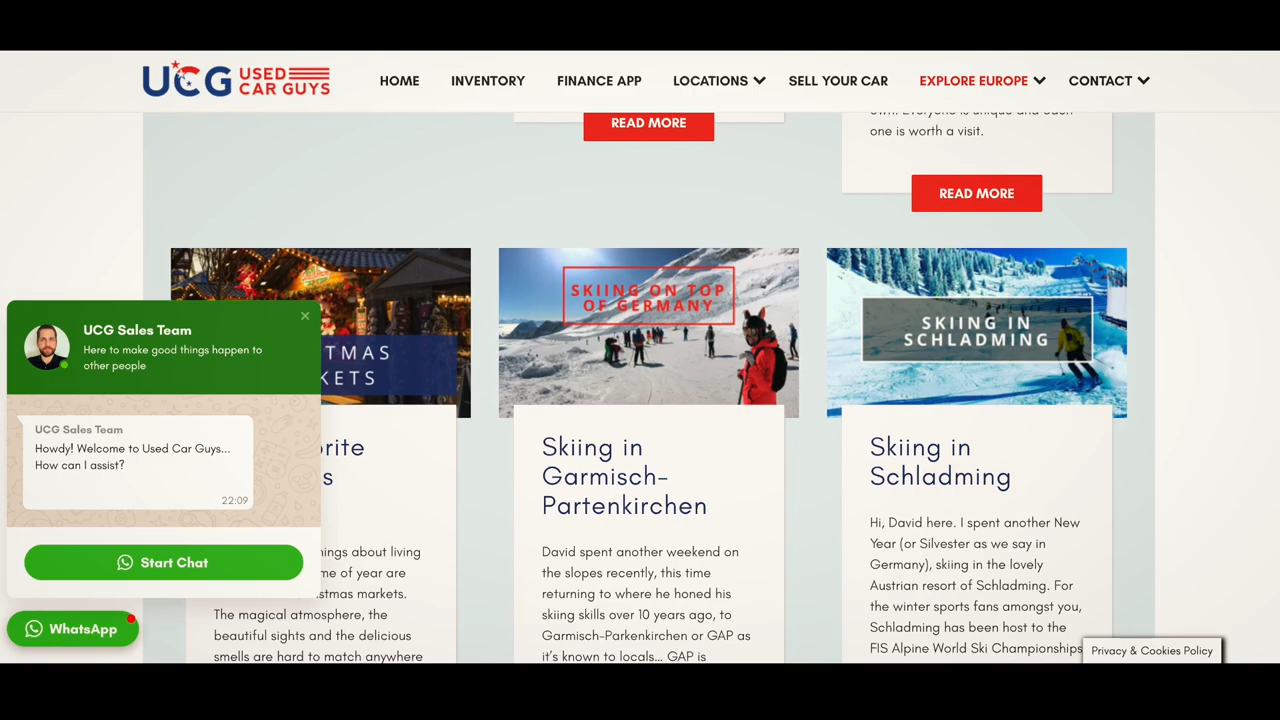 UCG USED CAR GUYS
HOME INVENTORY FINANCE APP LOCATIONS SELL YOUR CAR EXPLORE EUROPE CONTACT
READ MORE
one is worth a visit.
READ MORE
TMAS
KETS
SKIING ON TOP
OF GERMANY
SKIING IN
SCHLADMING
UCG Sales Team
Here to make good things happen to
other people
UCG Sales Team
Howdy! Welcome to Used Car Guys...
How can I assist?
22:09
Start Chat
WhatsApp
orite
s
ings about living
me of year are
stmas markets.
The magical atmosphere, the
beautiful sights and the delicious
smells are hard to match anywhere
Skiing in
Garmisch-
Partenkirchen
David spent another weekend on
the slopes recently, this time
returning to where he honed his
skiing skills over 10 years ago, to
Garmisch-Parkenkirchen or GAP as
it's known to locals... GAP is
Skiing in
Schladming
Hi, David here. I spent another New
Year (or Silvester as we say in
Germany), skiing in the lovely
Austrian resort of Schladming. For
the winter sports fans amongst you,
Schladming has been host to the
FIS Alpine World Ski Championships
Privacy & Cookies Policy